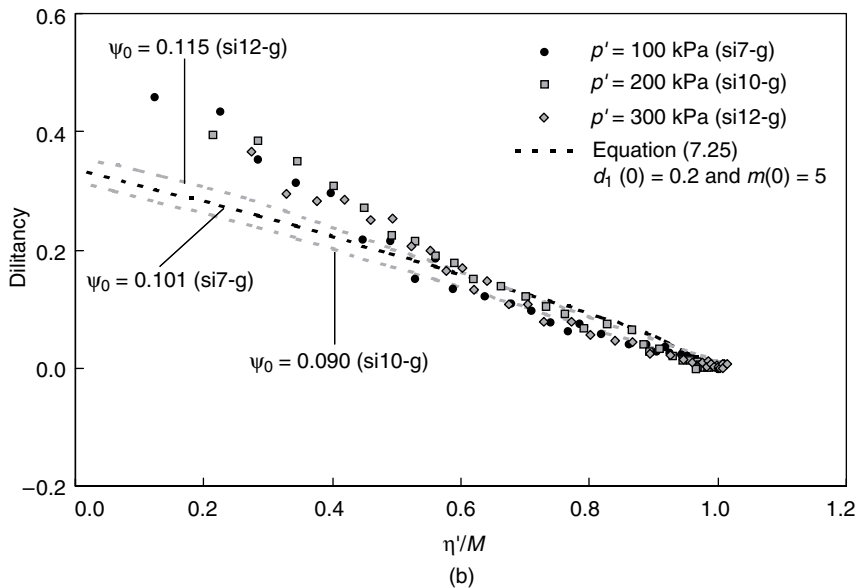 0.6
0.4
0.2
0.0
−0.2
Dilitancy
0.0 0.2 0.4 0.6 0.8 1.0 1.2
η'/M
(b)
ψ0 = 0.115 (si12-g)
ψ0 = 0.101 (si7-g)
ψ0 = 0.090 (si10-g)
p' = 100 kPa (si7-g)
p' = 200 kPa (si10-g)
p' = 300 kPa (si12-g)
Equation (7.25)
d1 (0) = 0.2 and m(0) = 5